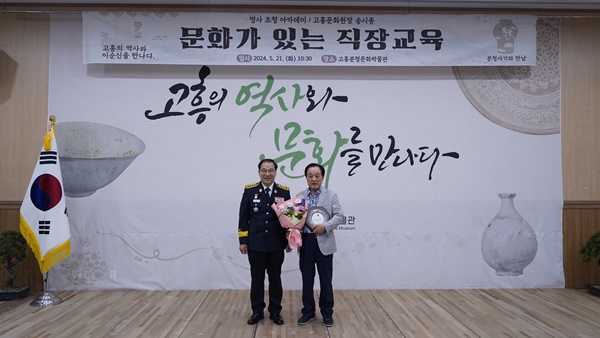 명사 초청 아카데미 / 고흥문화원장 송시종
고흥의 역사와
이순신을 만나다.
문화가 있는 직장교육
분청사기와 만남
일시 2024. 5. 21. (화) 10:30 장소 고흥분청문화박물관
고흥의 역사와
문화를 만나다
Museum